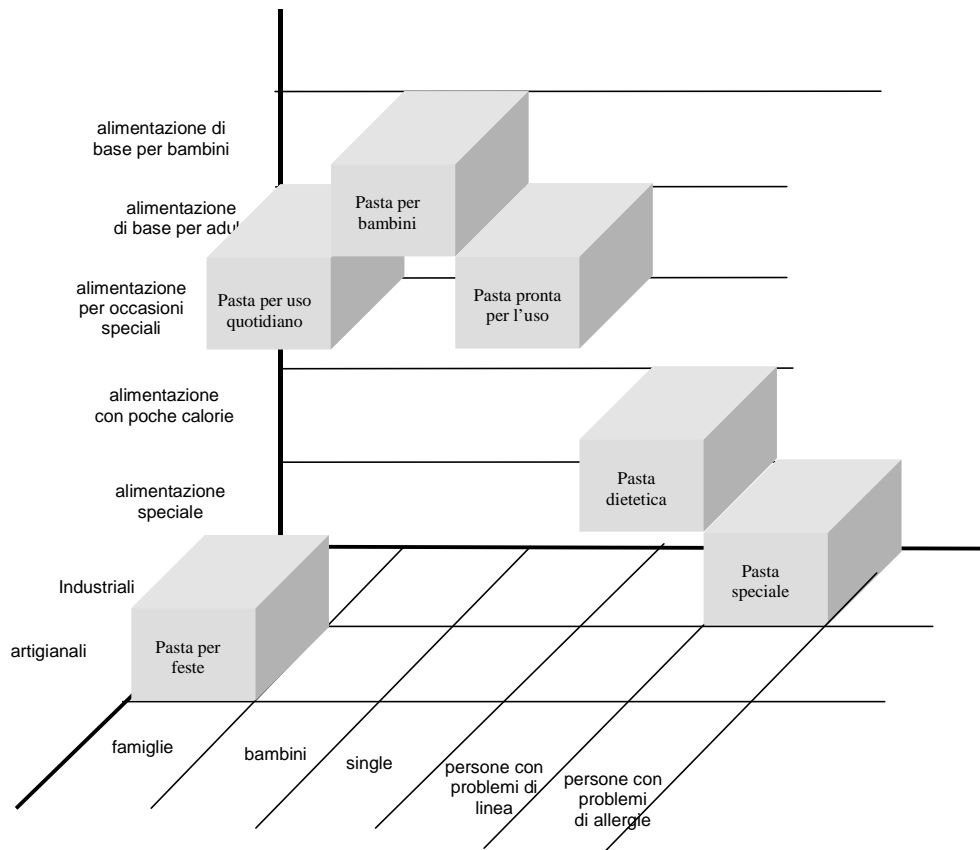 alimentazione di
base per bambini
alimentazione
di base per adul
alimentazione
per occasioni
speciali
alimentazione
con poche calorie
alimentazione
speciale
Industriali
artigianali
Pasta per
bambini
Pasta per uso
quotidiano
Pasta pronta
per l’uso
Pasta
dietetica
Pasta
speciale
Pasta per
feste
famiglie
bambini
single
persone con
problemi di
linea
persone con
problemi
di allergie